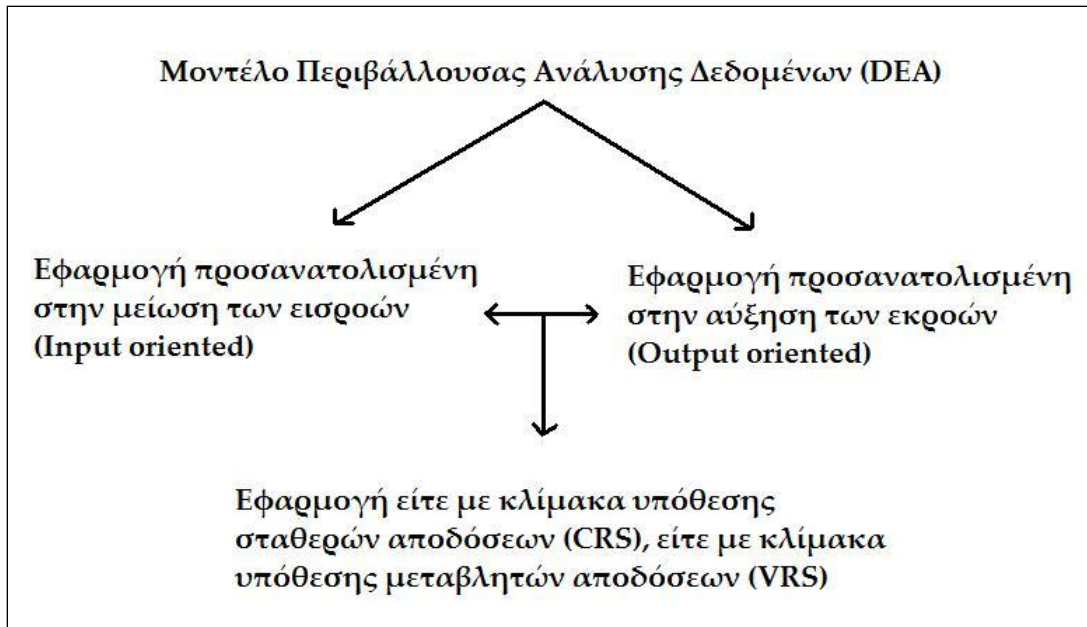 Μοντέλο Περιβάλλουσας Ανάλυσης Δεδομένων (DEA)
Εφαρμογή προσανατολισμένη
στην μείωση των εισροών
(Input oriented)
Εφαρμογή προσανατολισμένη
στην αύξηση των εκροών
(Output oriented)
Εφαρμογή είτε με κλίμακα υπόθεσης
σταθερών αποδόσεων (CRS), είτε με κλίμακα
υπόθεσης μεταβλητών αποδόσεων (VRS)